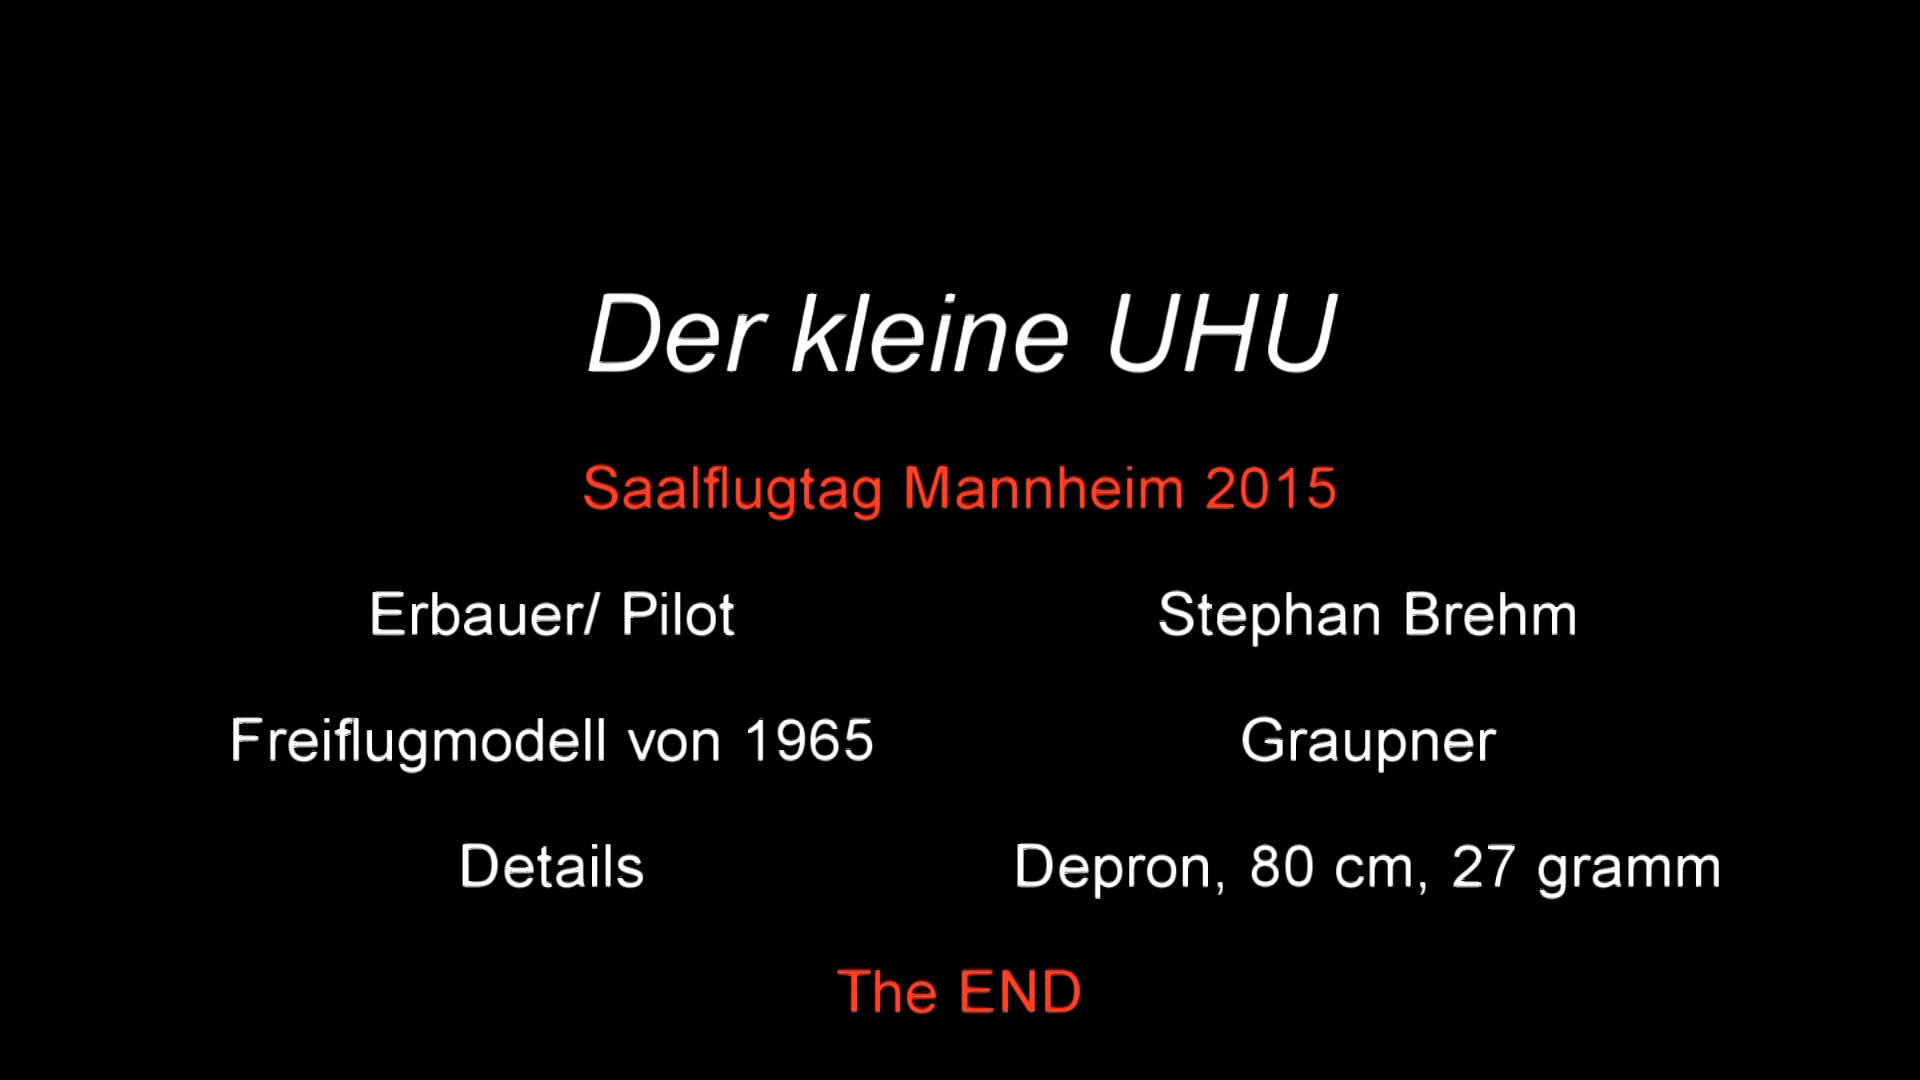 Der kleine UHU
Saalflugtag Mannheim 2015
Erbauer/ Pilot Stephan Brehm
Freiflugmodell von 1965 Graupner
Details Depron, 80 cm, 27 gramm
The END